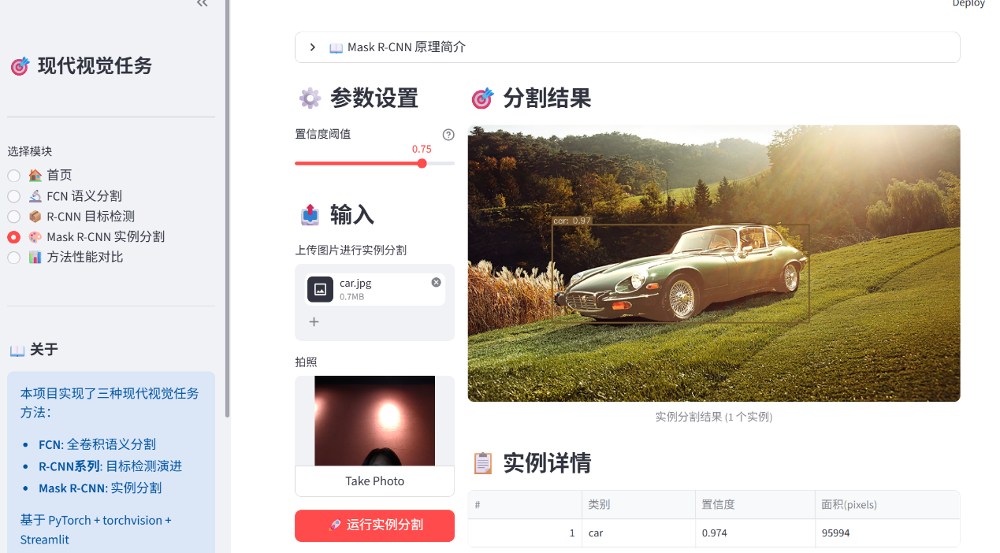 Deploy
现代视觉任务
选择模块
首页
FCN 语义分割
R-CNN 目标检测
Mask R-CNN 实例分割
方法性能对比
关于
本项目实现了三种现代视觉任务
方法：
FCN: 全卷积语义分割
R-CNN系列: 目标检测演进
Mask R-CNN: 实例分割
基于 PyTorch + torchvision +
Streamlit
Mask R-CNN 原理简介
参数设置
置信度阈值
0.75
输入
上传图片进行实例分割
car.jpg
0.7MB
拍照
Take Photo
运行实例分割
分割结果
car: 0.97
实例分割结果 (1 个实例)
实例详情
# 类别 置信度 面积(pixels)
1 car 0.974 95994